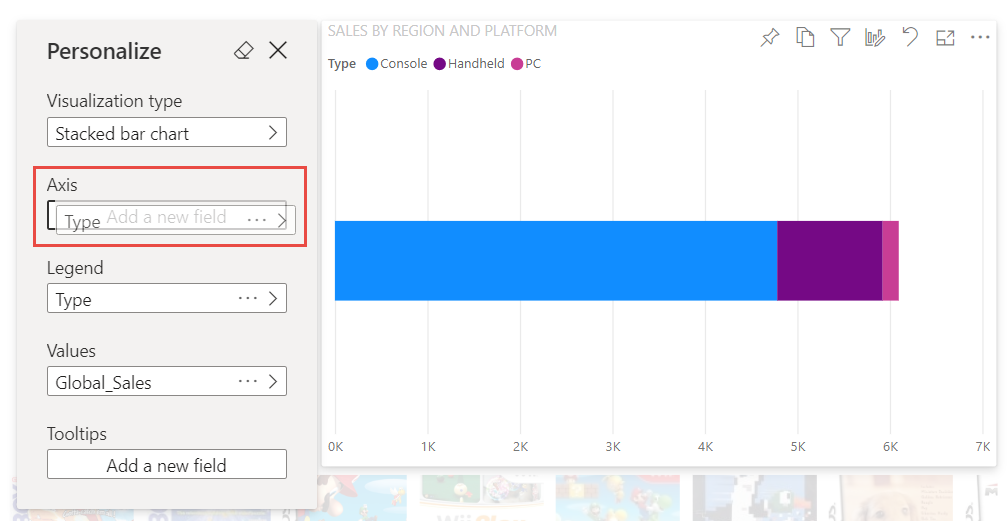 Personalize
Visualization type
Stacked bar chart
Axis
Type
Add a new field
Legend
Type
Values
Global_Sales
Tooltips
Add a new field
SALES BY REGION AND PLATFORM
Type Console Handheld PC
0K 1K 2K 3K 4K 5K 6K 7K